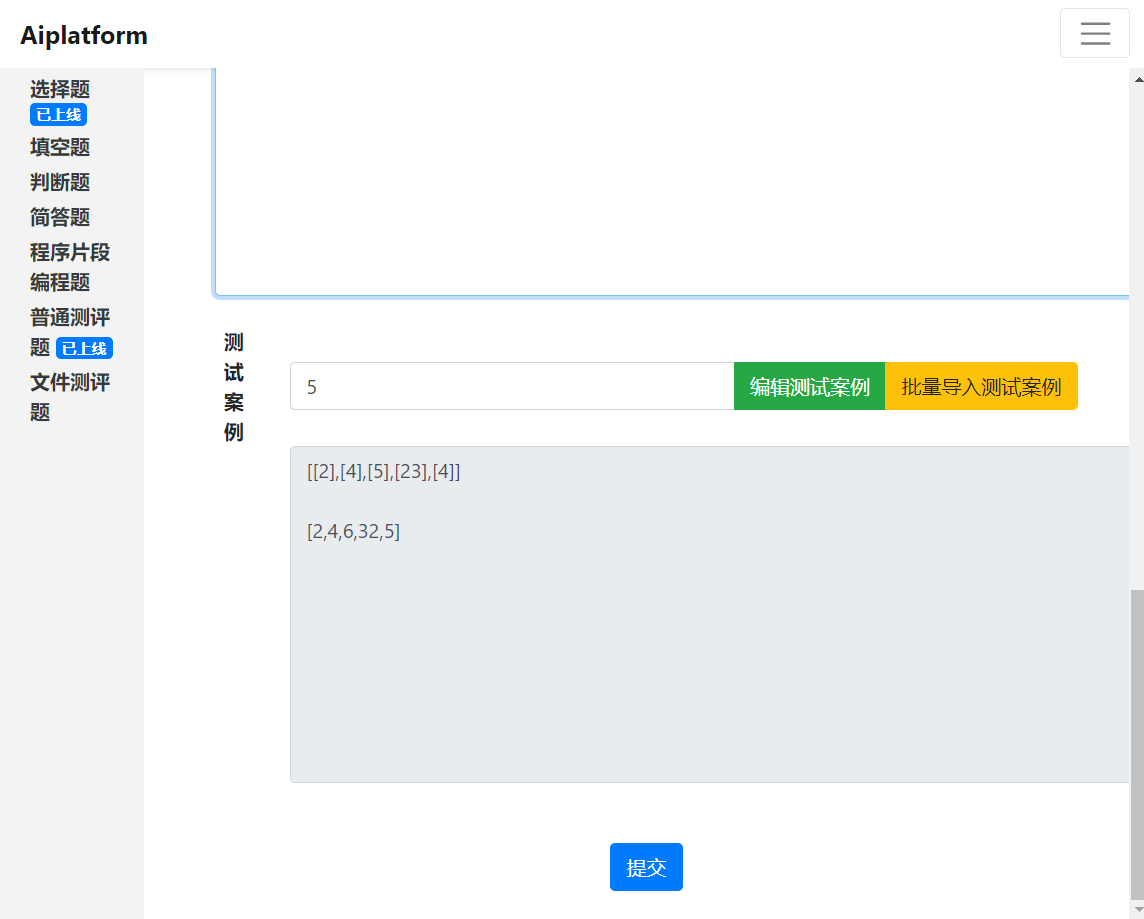 Aiplatform
选择题
已上线
填空题
判断题
简答题
程序片段
编程题
普通测评
题 已上线
文件测评
题
测
试
案
例
5 编辑测试案例 批量导入测试案例
[[2],[4],[5],[23],[4]]
[2,4,6,32,5]
提交